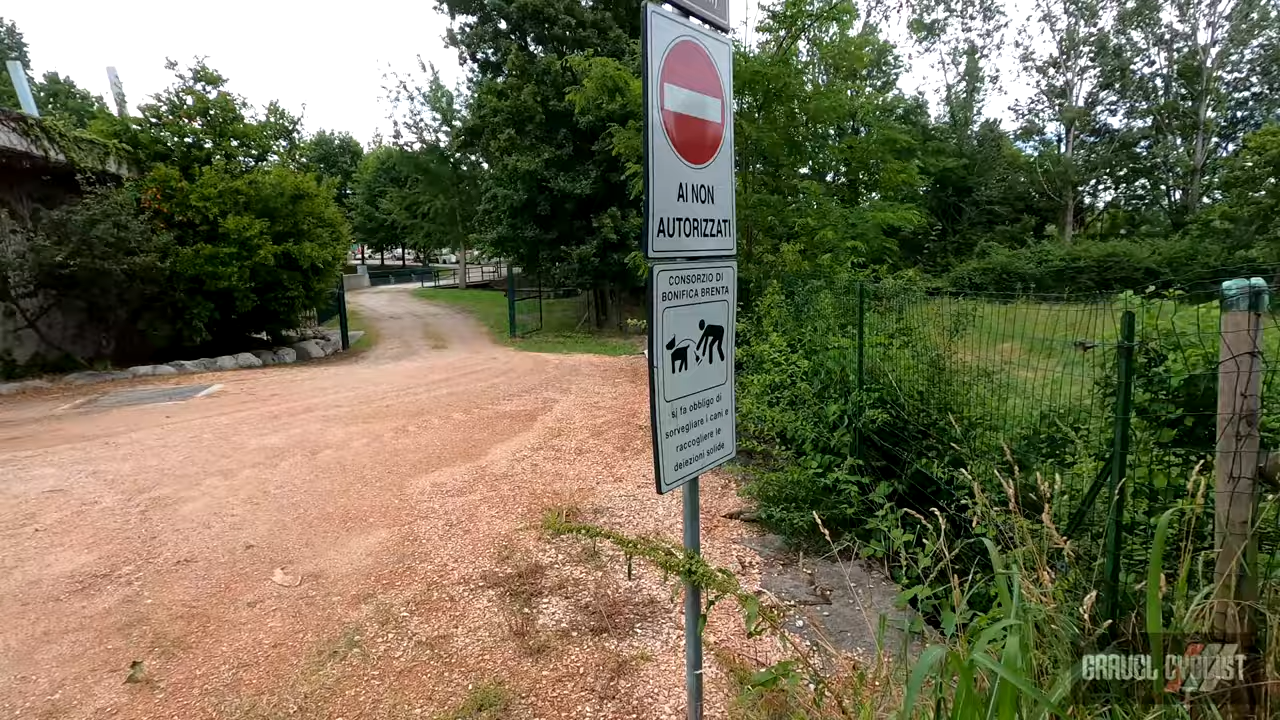 AI NON
AUTORIZZATI
CONSORZIO DI
BONIFICA BRENTA
si fa obbligo di
sorvegliare i cani e
raccogliere le
deiezioni solide
GRAVEL CYCLIST